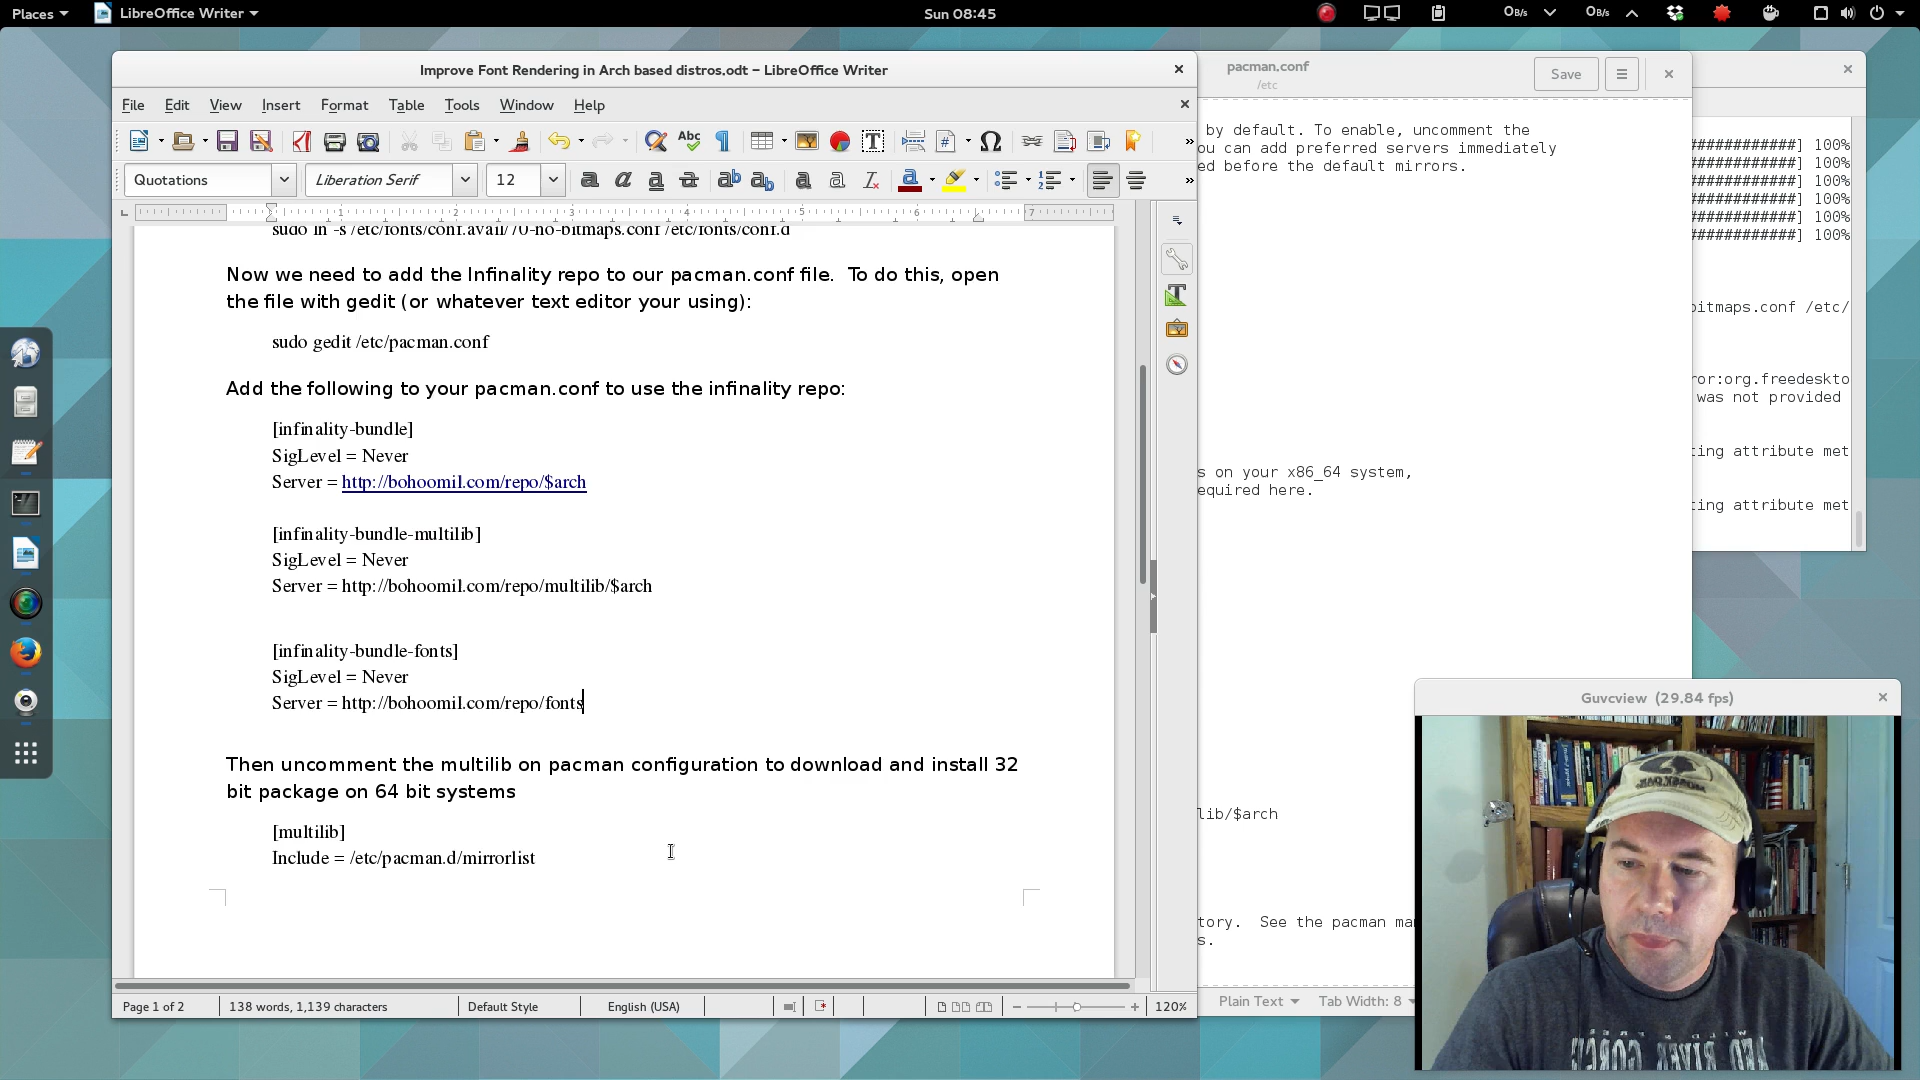 Places
LibreOffice Writer
Sun 08:45
0B/s
0B/s
Improve Font Rendering in Arch based distros.odt – LibreOffice Writer
File Edit View Insert Format Table Tools Window Help
Quotations
Liberation Serif
12
1 2 3 4 5 6 7
sudo ln -s /etc/fonts/conf.avail/70-no-bitmaps.conf /etc/fonts/conf.d
Now we need to add the Infinality repo to our pacman.conf file.  To do this, open
the file with gedit (or whatever text editor your using):
sudo gedit /etc/pacman.conf
Add the following to your pacman.conf to use the infinality repo:
[infinality-bundle]
SigLevel = Never
Server = http://bohoomil.com/repo/$arch
[infinality-bundle-multilib]
SigLevel = Never
Server = http://bohoomil.com/repo/multilib/$arch
[infinality-bundle-fonts]
SigLevel = Never
Server = http://bohoomil.com/repo/fonts
Then uncomment the multilib on pacman configuration to download and install 32
bit package on 64 bit systems
[multilib]
Include = /etc/pacman.d/mirrorlist
Page 1 of 2
138 words, 1,139 characters
Default Style
English (USA)
120%
pacman.conf
/etc
Save
by default. To enable, uncomment the
ou can add preferred servers immediately
ed before the default mirrors.
s on your x86_64 system,
equired here.
lib/$arch
tory.  See the pacman ma
s.
Plain Text
Tab Width: 8
############] 100%
############] 100%
############] 100%
############] 100%
############] 100%
############] 100%
bitmaps.conf /etc/
ror:org.freedeskto
was not provided
ting attribute met
ting attribute met
Guvcview  (29.84 fps)